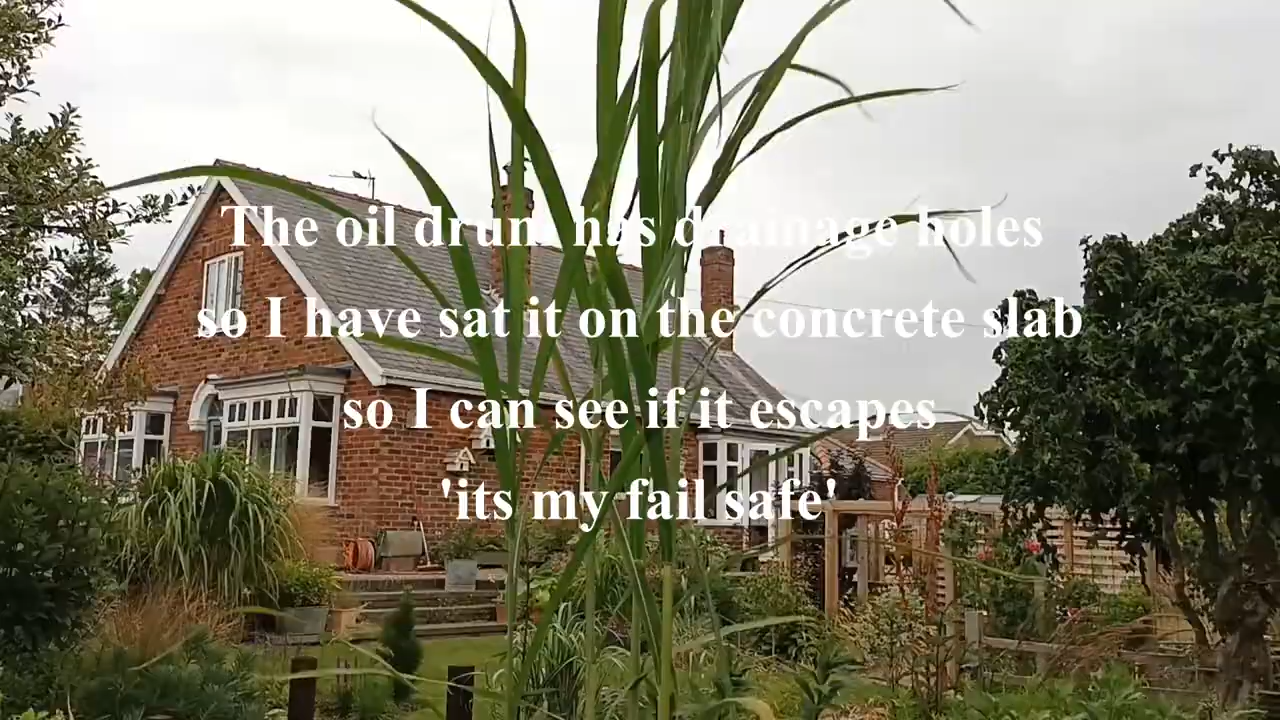 The oil drum has drainage holes
so I have sat it on the concrete slab
so I can see if it escapes
'its my fail safe'